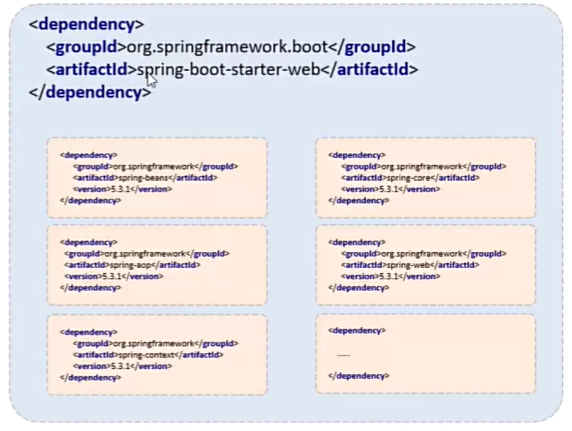 <dependency>
<groupId>org.springframework.boot</groupId>
<artifactId>spring-boot-starter-web</artifactId>
</dependency>
<dependency>
<groupId>org.springframework</groupId>
<artifactId>spring-beans</artifactId>
<version>5.3.1</version>
</dependency>
<dependency>
<groupId>org.springframework</groupId>
<artifactId>spring-core</artifactId>
<version>5.3.1</version>
</dependency>
<dependency>
<groupId>org.springframework</groupId>
<artifactId>spring-aop</artifactId>
<version>5.3.1</version>
</dependency>
<dependency>
<groupId>org.springframework</groupId>
<artifactId>spring-web</artifactId>
<version>5.3.1</version>
</dependency>
<dependency>
<groupId>org.springframework</groupId>
<artifactId>spring-context</artifactId>
<version>5.3.1</version>
</dependency>
<dependency>
......
</dependency>